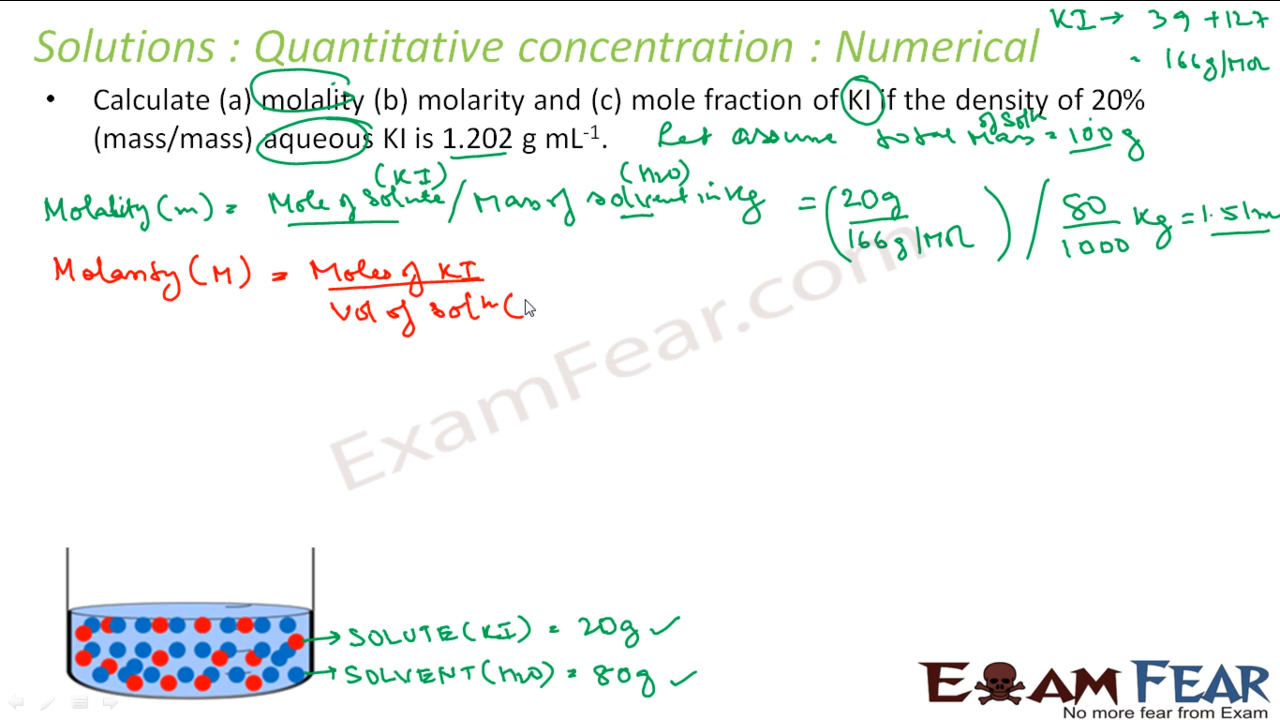 KI → 39 + 127
= 166g/Mol
Solutions : Quantitative concentration : Numerical
• Calculate (a) molality (b) molarity and (c) mole fraction of KI if the density of 20%
(mass/mass) aqueous KI is 1.202 g mL-1.
Let assume total Mass of soln = 100 g
Molality (m) = Mole of solute (KI) / Mass of solvent (H2O) in Kg = (20g / 166g/Mol) / 80/1000 Kg = 1.51m
Molarity (M) = Moles of KI
Vol of soln (
ExamFear.com
→ SOLUTE (KI) = 20g ✓
→ SOLVENT (H2O) = 80g ✓
EXAM FEAR
No more fear from Exam